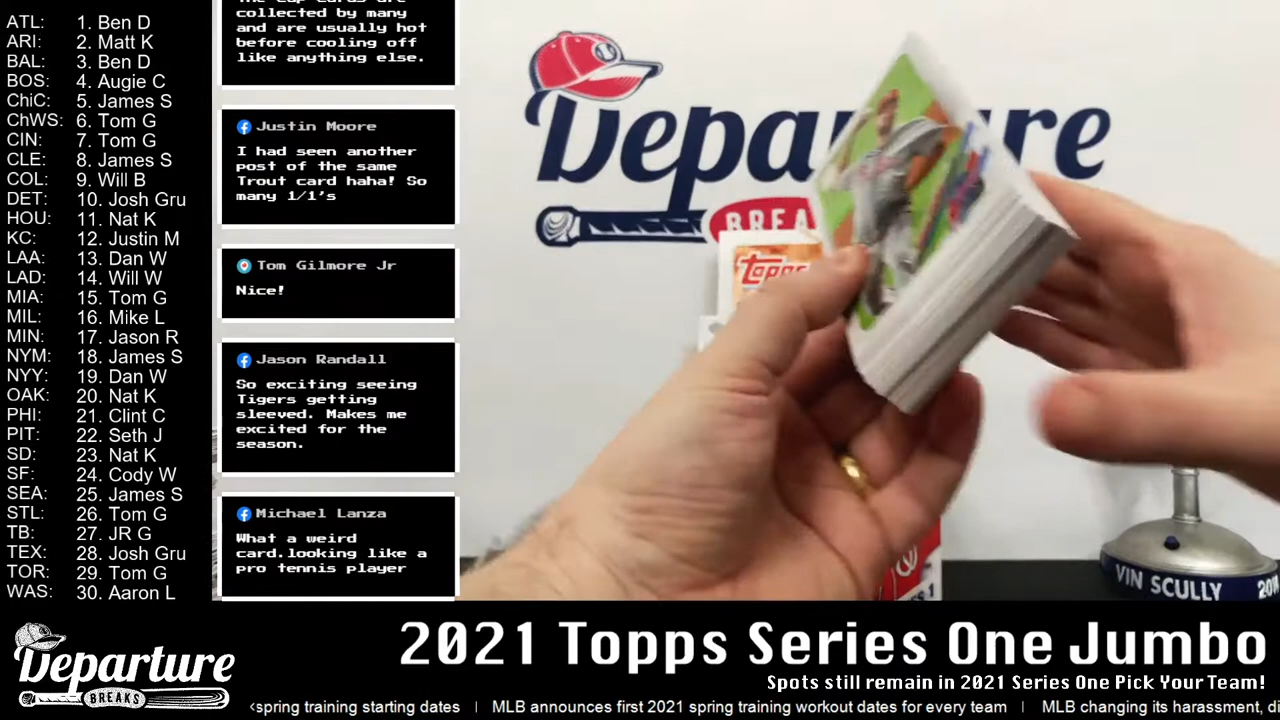 ATL: 1. Ben D
ARI: 2. Matt K
BAL: 3. Ben D
BOS: 4. Augie C
ChiC: 5. James S
ChWS: 6. Tom G
CIN: 7. Tom G
CLE: 8. James S
COL: 9. Will B
DET: 10. Josh Gru
HOU: 11. Nat K
KC: 12. Justin M
LAA: 13. Dan W
LAD: 14. Will W
MIA: 15. Tom G
MIL: 16. Mike L
MIN: 17. Jason R
NYM: 18. James S
NYY: 19. Dan W
OAK: 20. Nat K
PHI: 21. Clint C
PIT: 22. Seth J
SD: 23. Nat K
SF: 24. Cody W
SEA: 25. James S
STL: 26. Tom G
TB: 27. JR G
TEX: 28. Josh Gru
TOR: 29. Tom G
WAS: 30. Aaron L
collected by many
and are usually hot
before cooling off
like anything else.
Justin Moore
I had seen another
post of the same
Trout card haha! So
many 1/1's
Tom Gilmore Jr
Nice!
Jason Randall
So exciting seeing
Tigers getting
sleeved. Makes me
excited for the
season.
Michael Lanza
What a weird
card.looking like a
pro tennis player
Depa re
BREA
Topps
VIN SCULLY 201
Departure
BREAKS
2021 Topps Series One Jumbo
Spots still remain in 2021 Series One Pick Your Team!
spring training starting dates | MLB announces first 2021 spring training workout dates for every team | MLB changing its harassment, di